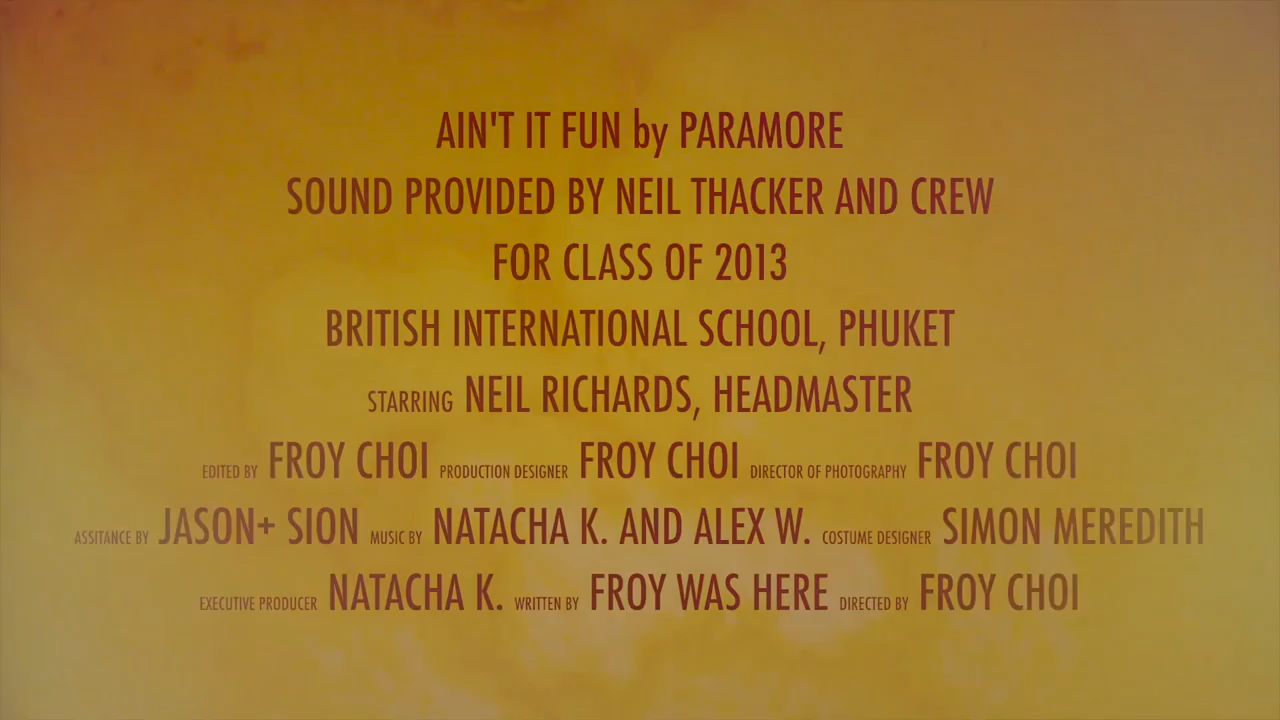 AIN'T IT FUN by PARAMORE
SOUND PROVIDED BY NEIL THACKER AND CREW
FOR CLASS OF 2013
BRITISH INTERNATIONAL SCHOOL, PHUKET
STARRING NEIL RICHARDS, HEADMASTER
EDITED BY FROY CHOI PRODUCTION DESIGNER FROY CHOI DIRECTOR OF PHOTOGRAPHY FROY CHOI
ASSITANCE BY JASON+ SION MUSIC BY NATACHA K. AND ALEX W. COSTUME DESIGNER SIMON MEREDITH
EXECUTIVE PRODUCER NATACHA K. WRITTEN BY FROY WAS HERE DIRECTED BY FROY CHOI